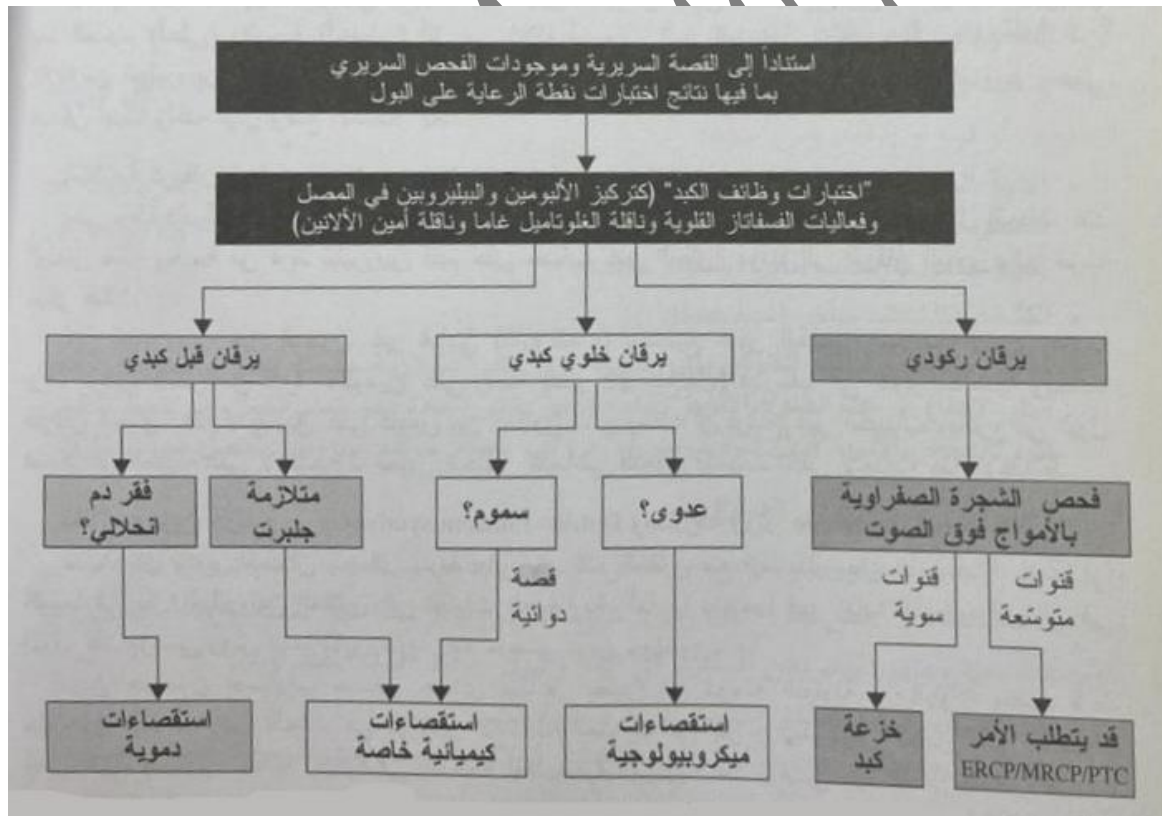 استناداً إلى القصة السريرية وموجودات الفحص السريري
بما فيها نتائج اختبارات نقطة الرعاية على البول
"اختبارات وظائف الكبد" (كتركيز الألبومين والبيليروبين في المصل
وفعاليات الفسفاتاز القلوية وناقلة الغلوتاميل غاما وناقلة أمين الألانين)
يرقان ركودي
يرقان خلوي كبدي
يرقان قبل كبدي
فحص الشجرة الصفراوية
بالأمواج فوق الصوت
عدوى؟
سموم؟
متلازمة
جلبرت
فقر دم
انحلالي؟
قنوات
متوسّعة
قنوات
سوية
قصة
دوائية
قد يتطلب الأمر
ERCP/MRCP/PTC
خزعة
كبد
استقصاءات
ميكروبيولوجية
استقصاءات
كيميائية خاصة
استقصاءات
دموية